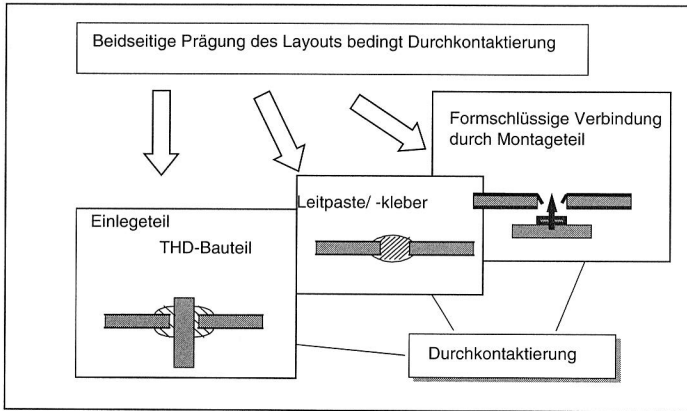 Beidseitige Prägung des Layouts bedingt Durchkontaktierung
Formschlüssige Verbindung
durch Montageteil
Leitpaste/ -kleber
Einlegeteil
THD-Bauteil
Durchkontaktierung